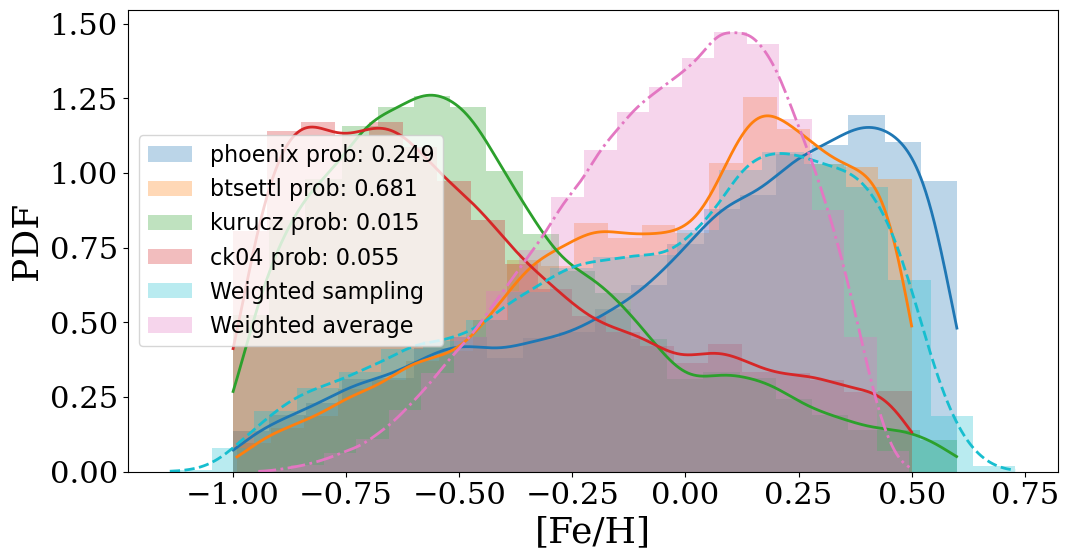 1.50
1.25
1.00
0.75
0.50
0.25
0.00
PDF
phoenix prob: 0.249
btsettl prob: 0.681
kurucz prob: 0.015
ck04 prob: 0.055
Weighted sampling
Weighted average
−1.00 −0.75 −0.50 −0.25 0.00 0.25 0.50 0.75
[Fe/H]